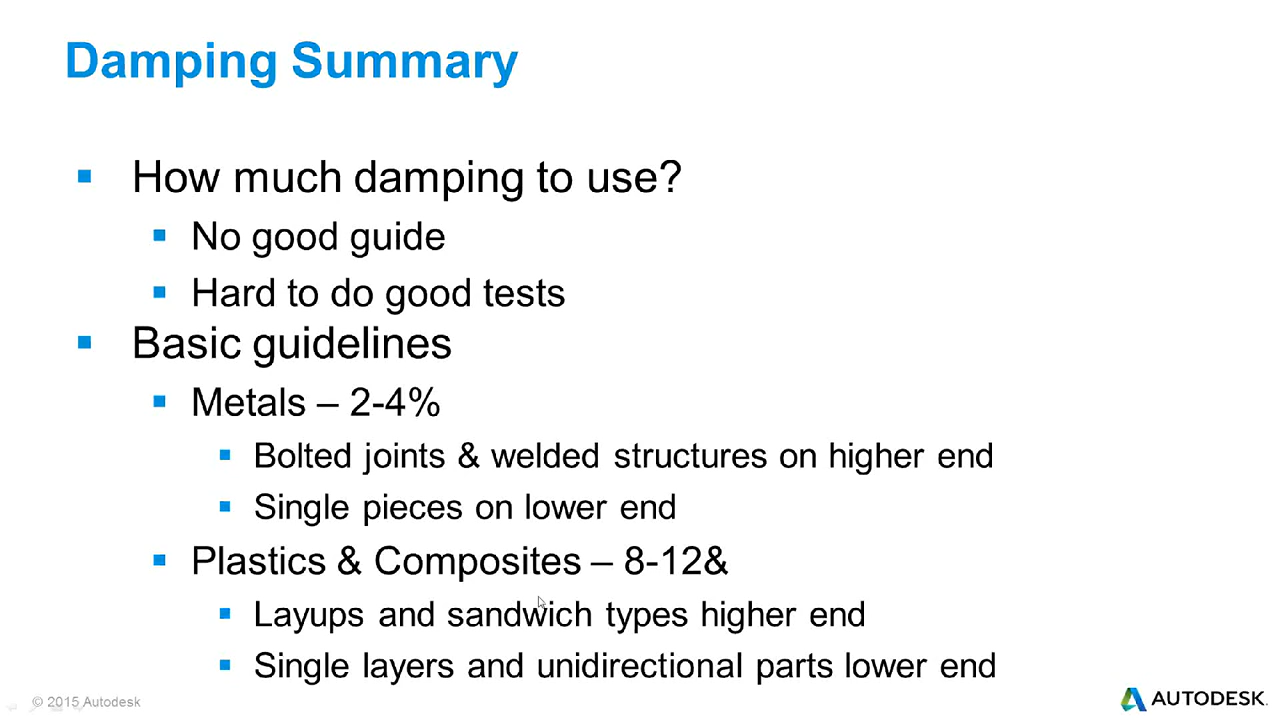 Damping Summary
How much damping to use?
No good guide
Hard to do good tests
Basic guidelines
Metals – 2-4%
Bolted joints & welded structures on higher end
Single pieces on lower end
Plastics & Composites – 8-12&
Layups and sandwich types higher end
Single layers and unidirectional parts lower end
© 2015 Autodesk
AUTODESK.